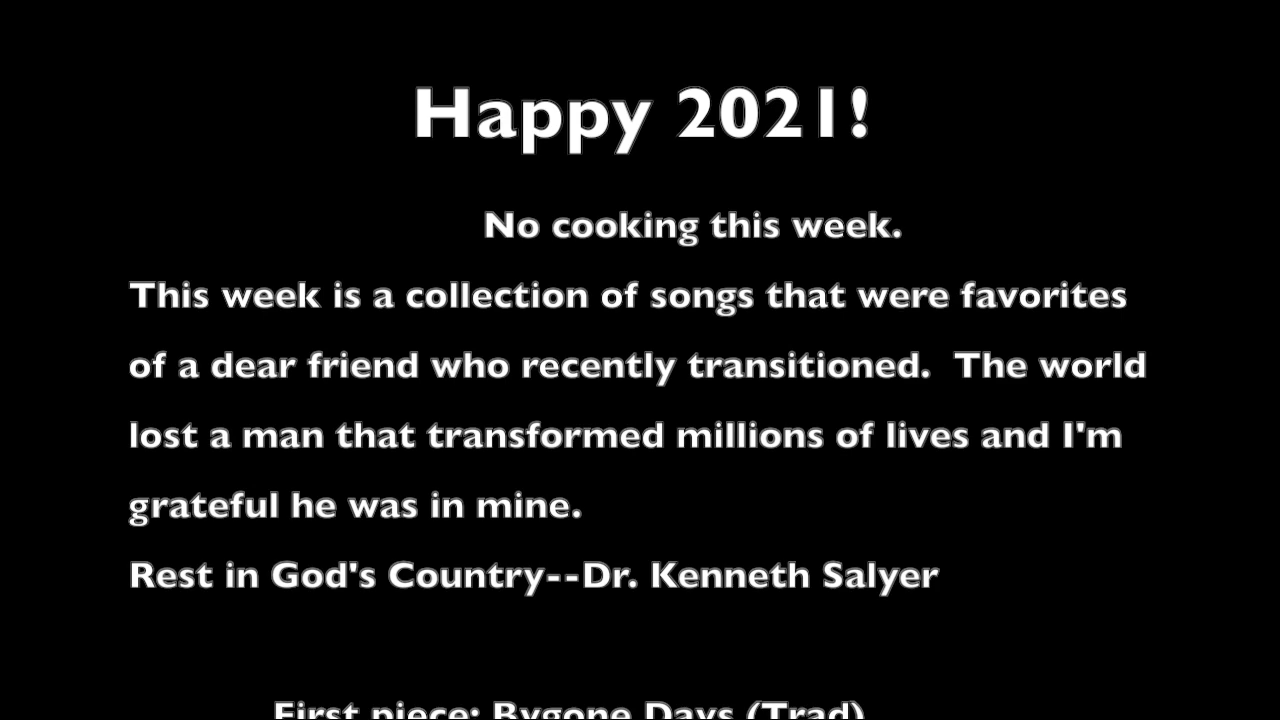 Happy 2021!
No cooking this week.
This week is a collection of songs that were favorites
of a dear friend who recently transitioned.  The world
lost a man that transformed millions of lives and I'm
grateful he was in mine.
Rest in God's Country--Dr. Kenneth Salyer
First piece: Bygone Days (Trad)